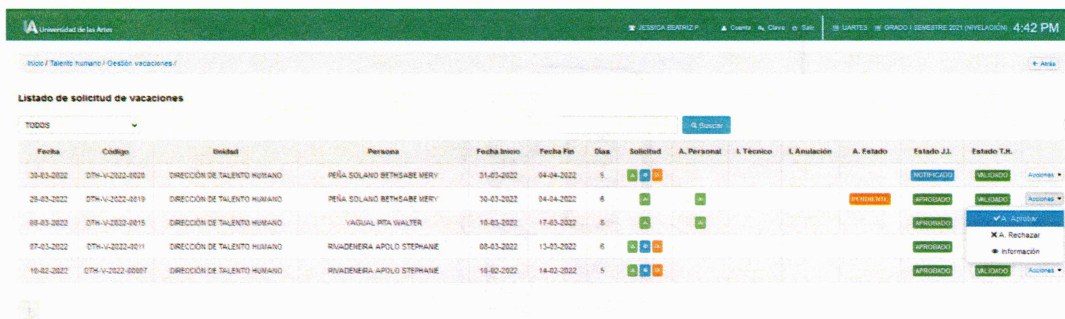 UA Universidad de las Artes
JESSICA BEATRIZ P Cuenta Clave Salir UARTES GRADO I SEMESTRE 2021 (NIVELACIÓN) 4:42 PM
Inicio / Talento humano / Gestión vacaciones /
Atrás
Listado de solicitud de vacaciones
TODOS
Buscar
Fecha Código Unidad Persona Fecha Inicio Fecha Fin Días Solicitud A. Personal I. Técnico I. Anulación A. Estado Estado J.I. Estado T.H.
30-03-2022 DTH-V-2022-0020 DIRECCIÓN DE TALENTO HUMANO PEÑA SOLANO BETHSABE MERY 31-03-2022 04-04-2022 5 NOTIFICADO VALIDADO Acciones
29-03-2022 DTH-V-2022-0019 DIRECCIÓN DE TALENTO HUMANO PEÑA SOLANO BETHSABE MERY 30-03-2022 04-04-2022 6 PENDIENTE APROBADO VALIDADO Acciones
09-03-2022 DTH-V-2022-0015 DIRECCIÓN DE TALENTO HUMANO YAGUAL PITA WALTER 10-03-2022 17-03-2022 8 APROBADO
A. Aprobar
07-03-2022 DTH-V-2022-0011 DIRECCIÓN DE TALENTO HUMANO RIVADENEIRA APOLO STEPHANIE 08-03-2022 13-03-2022 6 APROBADO
A. Rechazar
Información
10-02-2022 DTH-V-2022-00007 DIRECCIÓN DE TALENTO HUMANO RIVADENEIRA APOLO STEPHANIE 10-02-2022 14-02-2022 5 APROBADO VALIDADO Acciones
1